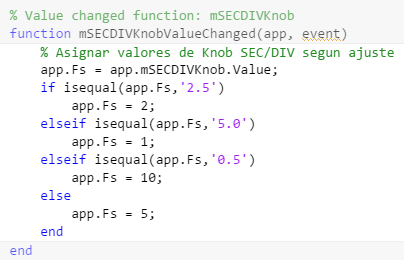 % Value changed function: mSECDIVKnob
function mSECDIVKnobValueChanged(app, event)
% Asignar valores de Knob SEC/DIV segun ajuste
app.Fs = app.mSECDIVKnob.Value;
if isequal(app.Fs,'2.5')
app.Fs = 2;
elseif isequal(app.Fs,'5.0')
app.Fs = 1;
elseif isequal(app.Fs,'0.5')
app.Fs = 10;
else
app.Fs = 5;
end
end